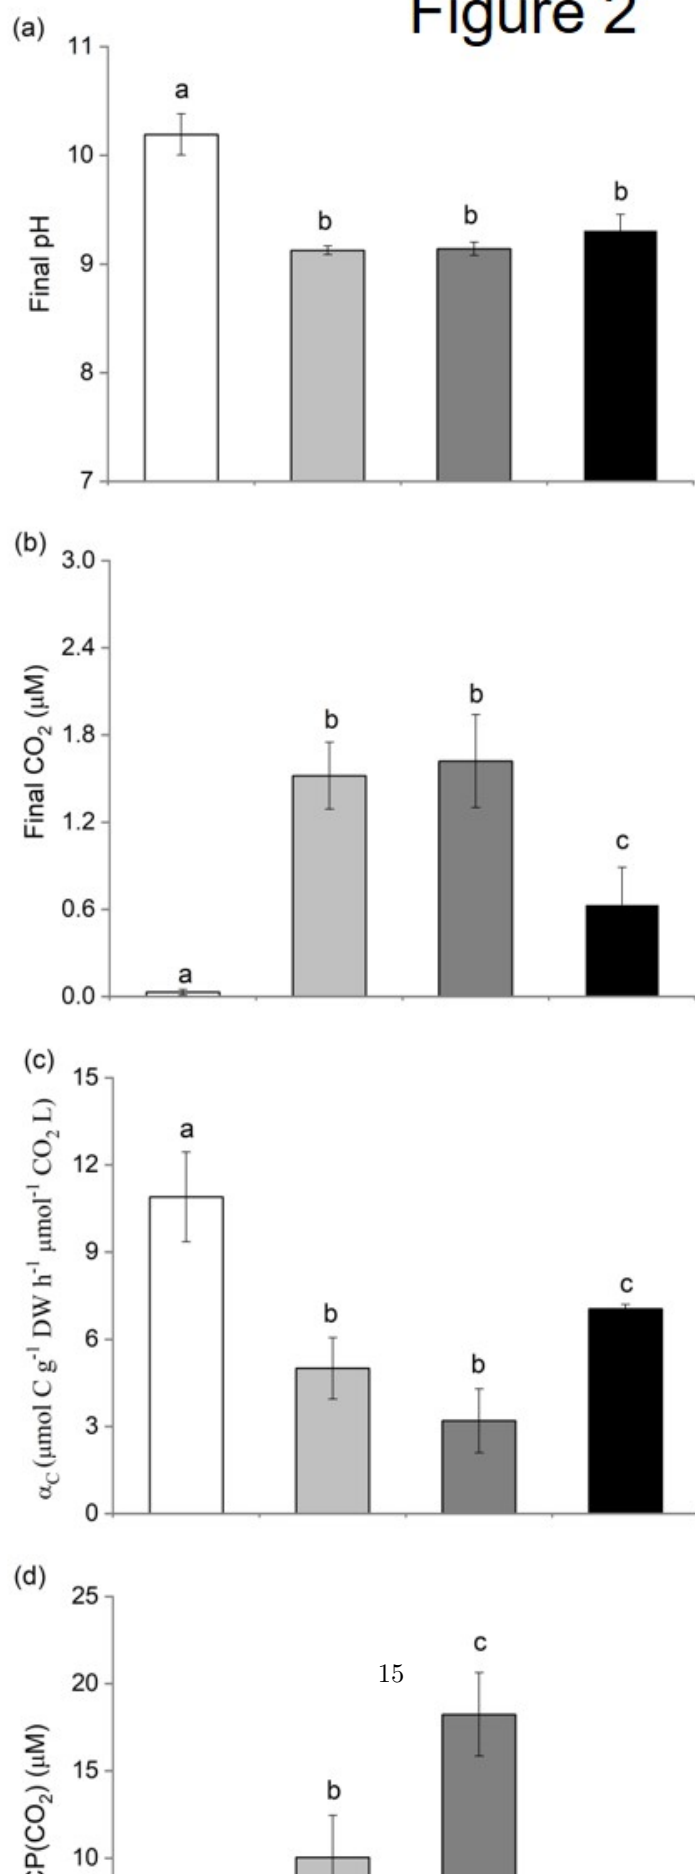 Figure 2
(a)
11
10
9
8
7
Final pH
a
b
b
b
(b)
3.0
2.4
1.8
1.2
0.6
0.0
Final CO₂ (μM)
a
b
b
c
(c)
15
12
9
6
3
0
α_C (μmol C g⁻¹ DW h⁻¹ μmol⁻¹ CO₂ L)
a
b
b
c
(d)
25
20
15
10
CP(CO₂) (μM)
b
c
15